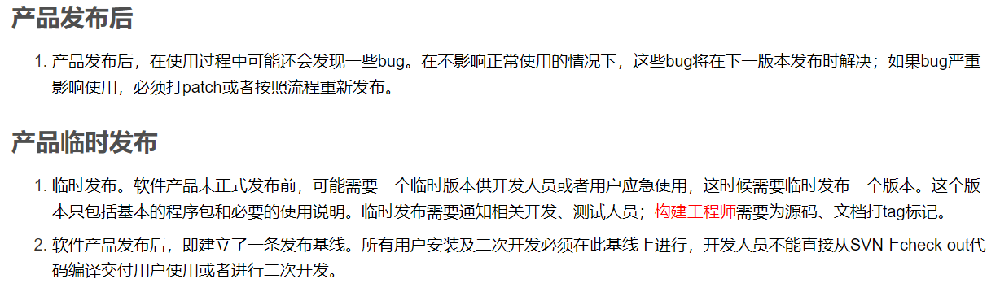 产品发布后
1. 产品发布后，在使用过程中可能还会发现一些bug。在不影响正常使用的情况下，这些bug将在下一版本发布时解决；如果bug严重
影响使用，必须打patch或者按照流程重新发布。
产品临时发布
1. 临时发布。软件产品未正式发布前，可能需要一个临时版本供开发人员或者用户应急使用，这时候需要临时发布一个版本。这个版
本只包括基本的程序包和必要的使用说明。临时发布需要通知相关开发、测试人员；构建工程师需要为源码、文档打tag标记。
2. 软件产品发布后，即建立了一条发布基线。所有用户安装及二次开发必须在此基线上进行，开发人员不能直接从SVN上check out代
码编译交付用户使用或者进行二次开发。